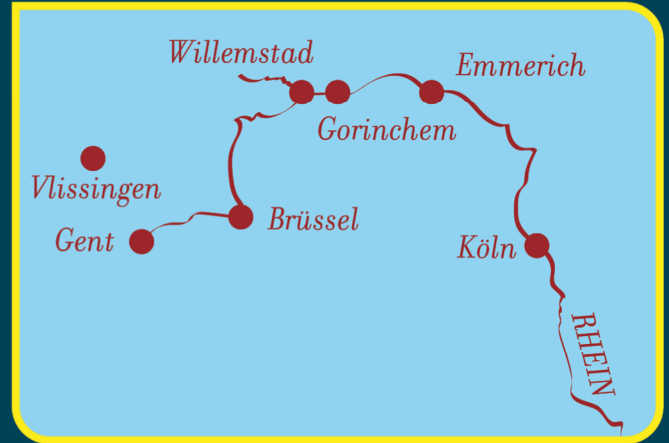 Willemstad
Emmerich
Gorinchem
Vlissingen
Gent
Brüssel
Köln
RHEIN